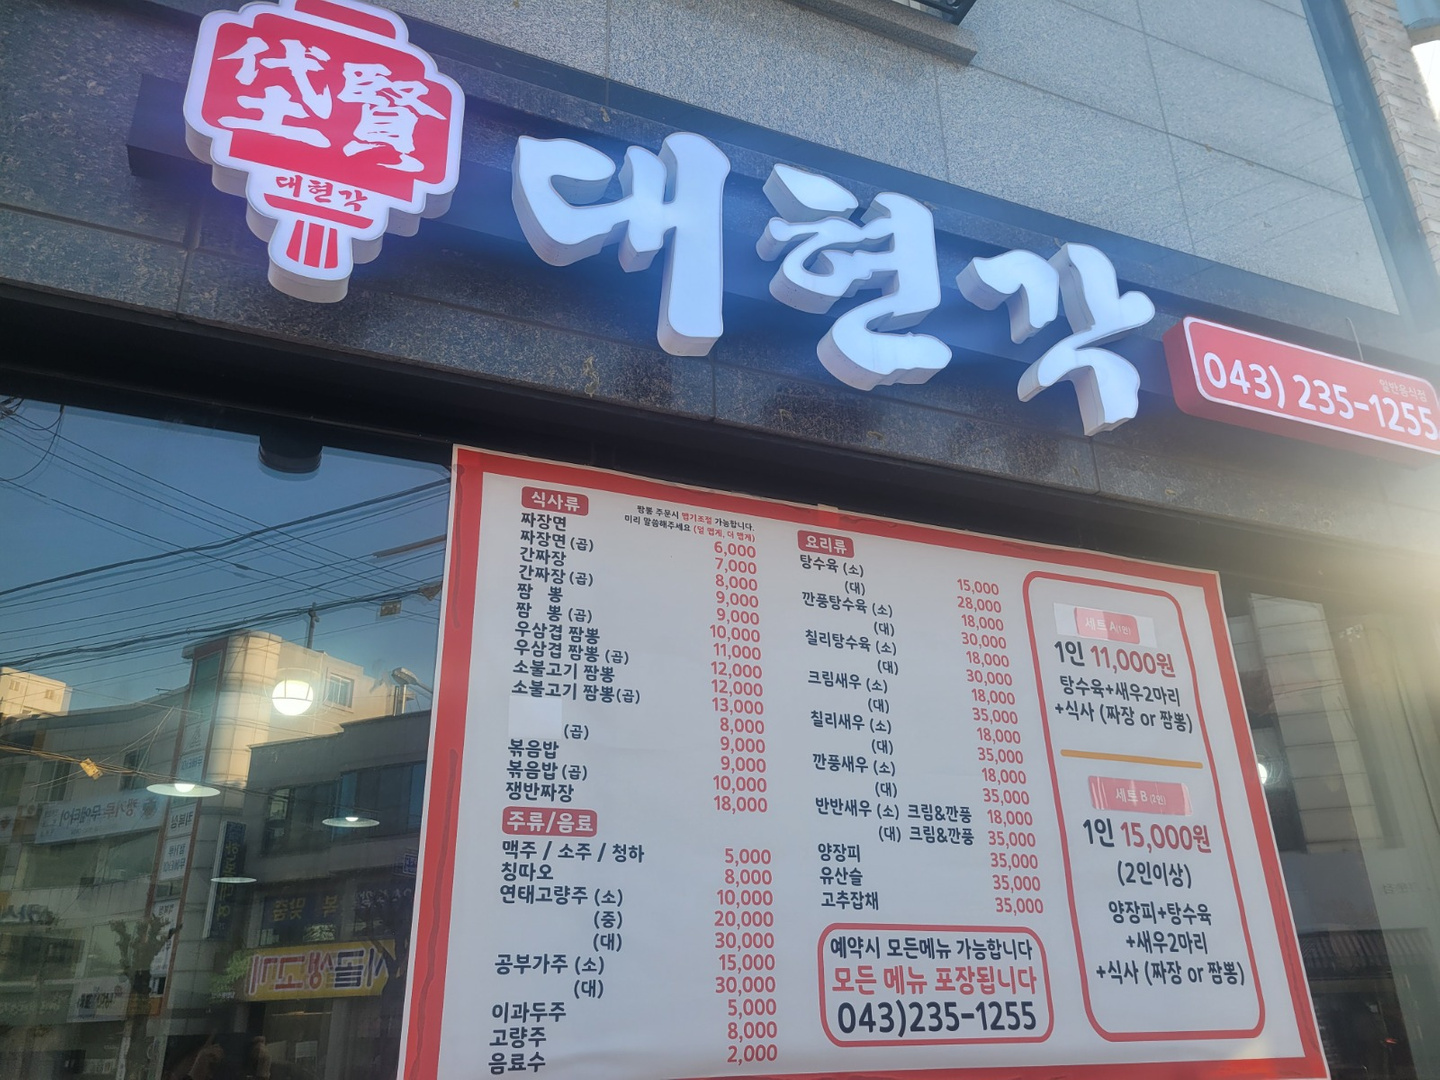 垈賢
대현각
대현각
일반음식점
043) 235-1255
식사류
짬뽕 주문시 맵기조절 가능합니다.
미리 말씀해주세요 (덜 맵게, 더 맵게)
짜장면 6,000
짜장면 (곱) 7,000
간짜장 8,000
간짜장 (곱) 9,000
짬 뽕 9,000
짬 뽕 (곱) 10,000
우삼겹 짬뽕 11,000
우삼겹 짬뽕 (곱) 12,000
소불고기 짬뽕 12,000
소불고기 짬뽕(곱) 13,000
8,000
(곱) 9,000
볶음밥 9,000
볶음밥 (곱) 10,000
쟁반짜장 18,000
주류/음료
맥주 / 소주 / 청하 5,000
칭따오 8,000
연태고량주 (소) 10,000
(중) 20,000
(대) 30,000
공부가주 (소) 15,000
(대) 30,000
이과두주 5,000
고량주 8,000
음료수 2,000
요리류
탕수육 (소) 15,000
(대) 28,000
깐풍탕수육 (소) 18,000
(대) 30,000
칠리탕수육 (소) 18,000
(대) 30,000
크림새우 (소) 18,000
(대) 35,000
칠리새우 (소) 18,000
(대) 35,000
깐풍새우 (소) 18,000
(대) 35,000
반반새우 (소) 크림&깐풍 18,000
(대) 크림&깐풍 35,000
양장피 35,000
유산슬 35,000
고추잡채 35,000
예약시 모든메뉴 가능합니다
모든 메뉴 포장됩니다
043)235-1255
세트 A(1인)
1인 11,000원
탕수육+새우2마리
+식사 (짜장 or 짬뽕)
세트 B (2인)
1인 15,000원
(2인이상)
양장피+탕수육
+새우2마리
+식사 (짜장 or 짬뽕)